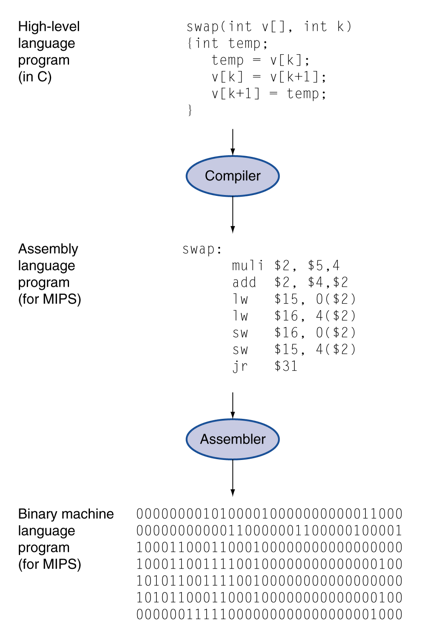 High-level
language
program
(in C)
swap(int v[], int k)
{int temp;
temp = v[k];
v[k] = v[k+1];
v[k+1] = temp;
}
Compiler
Assembly
language
program
(for MIPS)
swap:
muli $2, $5,4
add $2, $4,$2
lw $15, 0($2)
lw $16, 4($2)
sw $16, 0($2)
sw $15, 4($2)
jr $31
Assembler
Binary machine
language
program
(for MIPS)
00000000101000010000000000011000
00000000000110000001100000100001
10001100011000100000000000000000
10001100111100100000000000000100
10101100111100100000000000000000
10101100011000100000000000000100
00000011111000000000000000001000